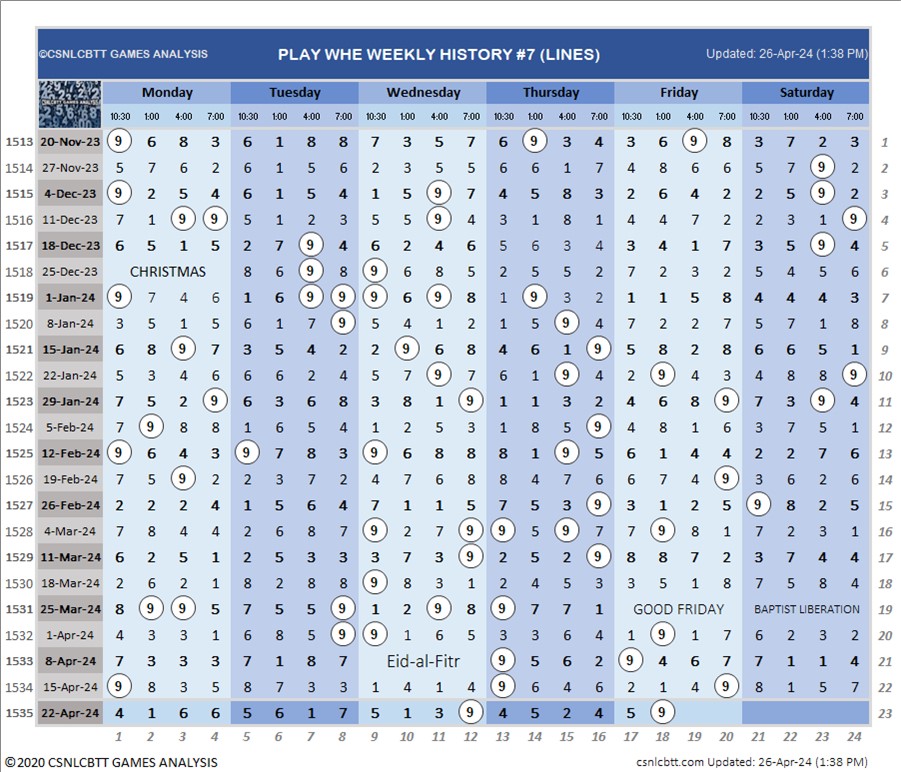 ©CSNLCBTT GAMES ANALYSIS PLAY WHE WEEKLY HISTORY #7 (LINES) Updated: 26-Apr-24 (1:38 PM)
Monday Tuesday Wednesday Thursday Friday Saturday
10:30 1:00 4:00 7:00 10:30 1:00 4:00 7:00 10:30 1:00 4:00 7:00 10:30 1:00 4:00 7:00 10:30 1:00 4:00 7:00 10:30 1:00 4:00 7:00
1513 20-Nov-23 9 6 8 3 6 1 8 8 7 3 5 7 6 9 3 4 3 6 9 8 3 7 2 3 1
1514 27-Nov-23 5 7 6 2 6 1 5 6 2 3 5 5 6 6 1 7 4 8 6 6 5 7 9 2 2
1515 4-Dec-23 9 2 5 4 6 1 5 4 1 5 9 7 4 5 8 3 2 6 4 2 2 5 9 2 3
1516 11-Dec-23 7 1 9 9 5 1 2 3 5 5 9 4 3 1 8 1 4 4 7 2 2 3 1 9 4
1517 18-Dec-23 6 5 1 5 2 7 9 4 6 2 4 6 5 6 3 4 3 4 1 7 3 5 9 4 5
1518 25-Dec-23 CHRISTMAS 8 6 9 8 9 6 8 5 2 5 5 2 7 2 3 2 5 4 5 6 6
1519 1-Jan-24 9 7 4 6 1 6 9 9 9 6 9 8 1 9 3 2 1 1 5 8 4 4 4 3 7
1520 8-Jan-24 3 5 1 5 6 1 7 9 5 4 1 2 1 5 9 4 7 2 2 7 5 7 1 8 8
1521 15-Jan-24 6 8 9 7 3 5 4 2 2 9 6 8 4 6 1 9 5 8 2 8 6 6 5 1 9
1522 22-Jan-24 5 3 4 6 6 6 2 4 5 7 9 7 6 1 9 4 2 9 4 3 4 8 8 9 10
1523 29-Jan-24 7 5 2 9 6 3 6 8 3 8 1 9 1 1 3 2 4 6 8 9 7 3 9 4 11
1524 5-Feb-24 7 9 8 8 1 6 5 4 1 2 5 3 1 8 5 9 4 8 1 6 3 7 5 1 12
1525 12-Feb-24 9 6 4 3 9 7 8 3 9 6 8 8 8 1 9 5 6 1 4 4 2 2 7 6 13
1526 19-Feb-24 7 5 9 2 2 3 7 2 4 7 6 8 8 4 3 3 6 7 4 9 3 6 2 6 14
1527 26-Feb-24 2 2 2 4 1 5 6 4 7 1 1 5 7 5 3 9 3 1 2 5 9 8 2 5 15
1528 4-Mar-24 7 8 4 4 2 6 8 7 9 2 7 9 9 5 9 7 7 9 8 1 7 2 3 1 16
1529 11-Mar-24 6 2 5 1 2 5 3 3 3 7 3 9 2 5 2 9 8 8 7 2 3 7 4 4 17
1530 18-Mar-24 2 6 2 1 8 2 8 8 9 8 3 1 2 4 5 3 3 5 1 8 7 5 8 4 18
1531 25-Mar-24 8 9 9 5 7 5 5 9 1 2 9 8 9 7 7 1 GOOD FRIDAY BAPTIST LIBERATION 19
1532 1-Apr-24 4 3 3 1 6 8 5 9 9 1 6 5 3 3 6 4 1 9 1 7 6 2 3 2 20
1533 8-Apr-24 7 3 3 3 7 1 8 7 Eid-al-Fitr 9 5 6 2 9 4 6 7 7 1 1 4 21
1534 15-Apr-24 9 8 3 5 8 7 3 3 1 4 1 4 9 6 4 6 2 1 4 9 8 1 5 7 22
1535 22-Apr-24 4 1 6 6 5 6 1 7 5 1 3 9 4 5 2 4 5 9 23
1 2 3 4 5 6 7 8 9 10 11 12 13 14 15 16 17 18 19 20 21 22 23 24
©2020 CSNLCBTT GAMES ANALYSIS csnlcbtt.com Updated: 26-Apr-24 (1:38 PM)